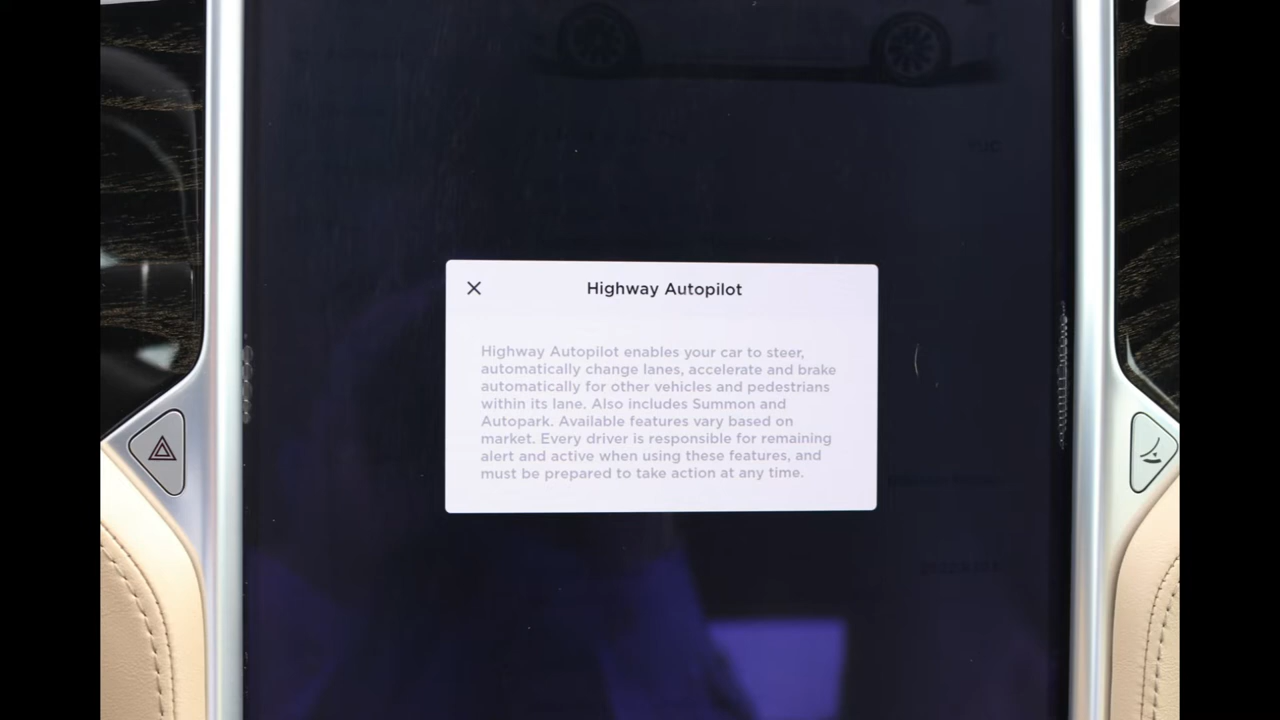 Highway Autopilot
Highway Autopilot enables your car to steer,
automatically change lanes, accelerate and brake
automatically for other vehicles and pedestrians
within its lane. Also includes Summon and
Autopark. Available features vary based on
market. Every driver is responsible for remaining
alert and active when using these features, and
must be prepared to take action at any time.